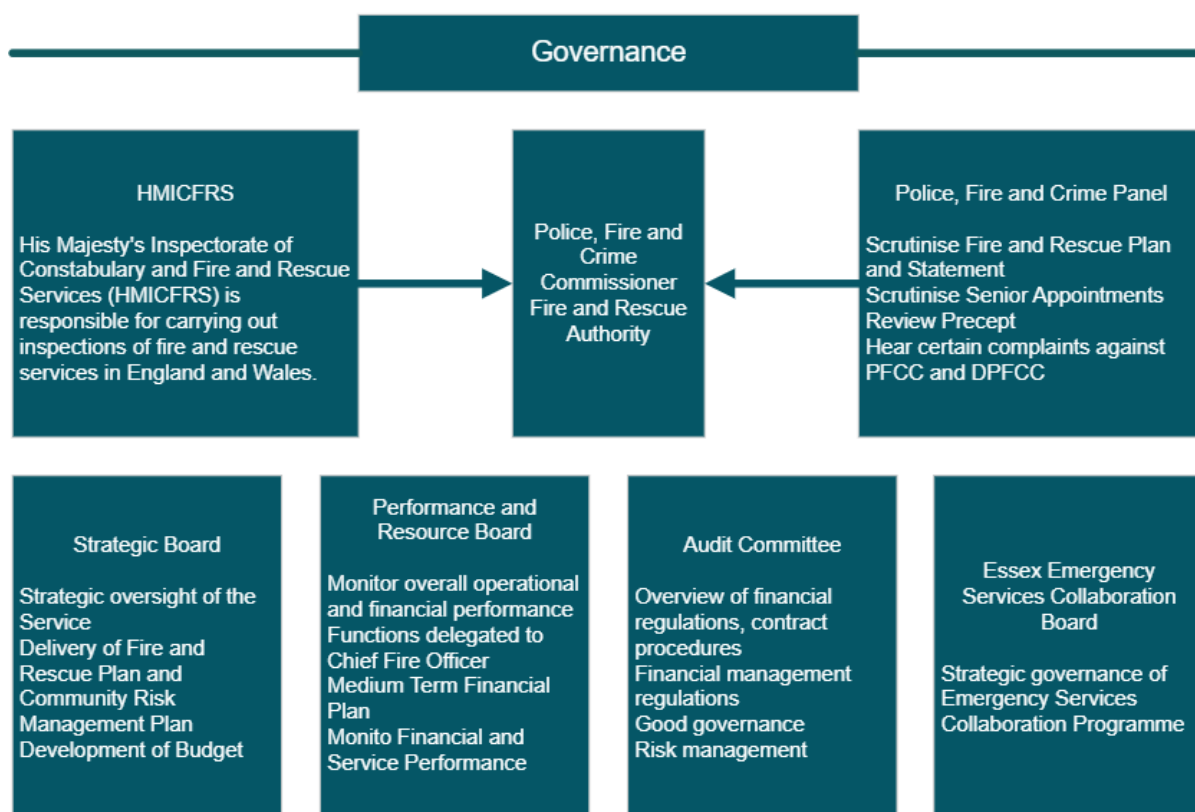 Governance
HMICFRS
His Majesty's Inspectorate of
Constabulary and Fire and Rescue
Services (HMICFRS) is
responsible for carrying out
inspections of fire and rescue
services in England and Wales.
Police, Fire and
Crime
Commissioner
Fire and Rescue
Authority
Police, Fire and Crime Panel
Scrutinise Fire and Rescue Plan
and Statement
Scrutinise Senior Appointments
Review Precept
Hear certain complaints against
PFCC and DPFCC
Strategic Board
Strategic oversight of the
Service
Delivery of Fire and
Rescue Plan and
Community Risk
Management Plan
Development of Budget
Performance and
Resource Board
Monitor overall operational
and financial performance
Functions delegated to
Chief Fire Officer
Medium Term Financial
Plan
Monito Financial and
Service Performance
Audit Committee
Overview of financial
regulations, contract
procedures
Financial management
regulations
Good governance
Risk management
Essex Emergency
Services Collaboration
Board
Strategic governance of
Emergency Services
Collaboration Programme